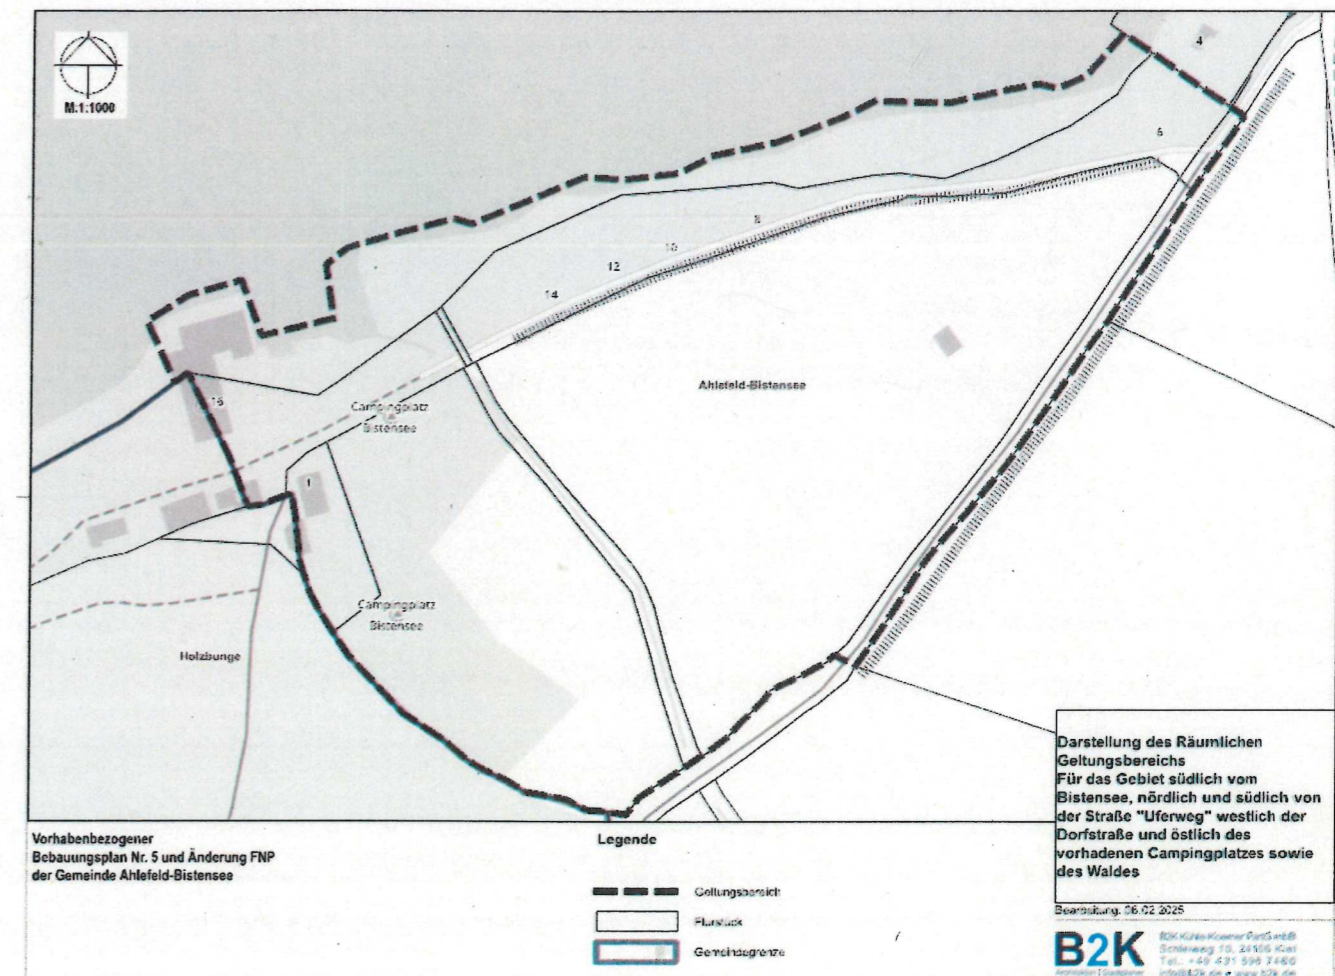 M.1:1000
4
6
8
10
12
14
Ahlefeld-Bistensee
16
Campingplatz
Bistensee
1
Campingplatz
Bistensee
Holzbunge
Darstellung des Räumlichen
Geltungsbereichs
Für das Gebiet südlich vom
Bistensee, nördlich und südlich von
der Straße "Uferweg" westlich der
Dorfstraße und östlich des
vorhadenen Campingplatzes sowie
des Waldes
Vorhabenbezogener
Bebauungsplan Nr. 5 und Änderung FNP
der Gemeinde Ahlefeld-Bistensee
Legende
Geltungsbereich
Flurstück
Gemeindegrenze
Bearbeitung: 06.02.2025
B2K